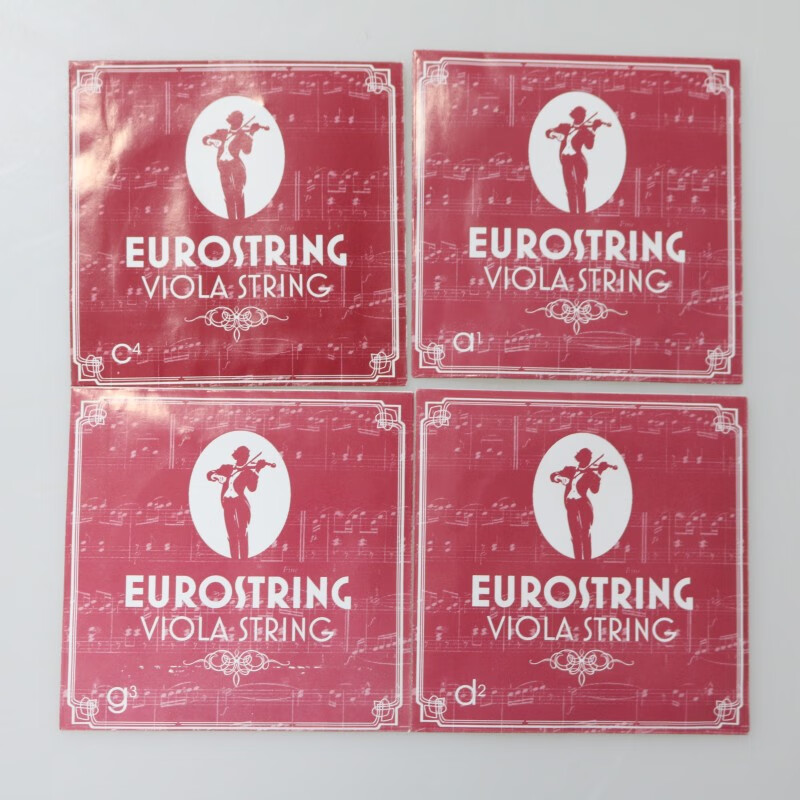 EUROSTRING
VIOLA STRING
c4
EUROSTRING
VIOLA STRING
a1
EUROSTRING
VIOLA STRING
g3
EUROSTRING
VIOLA STRING
d2